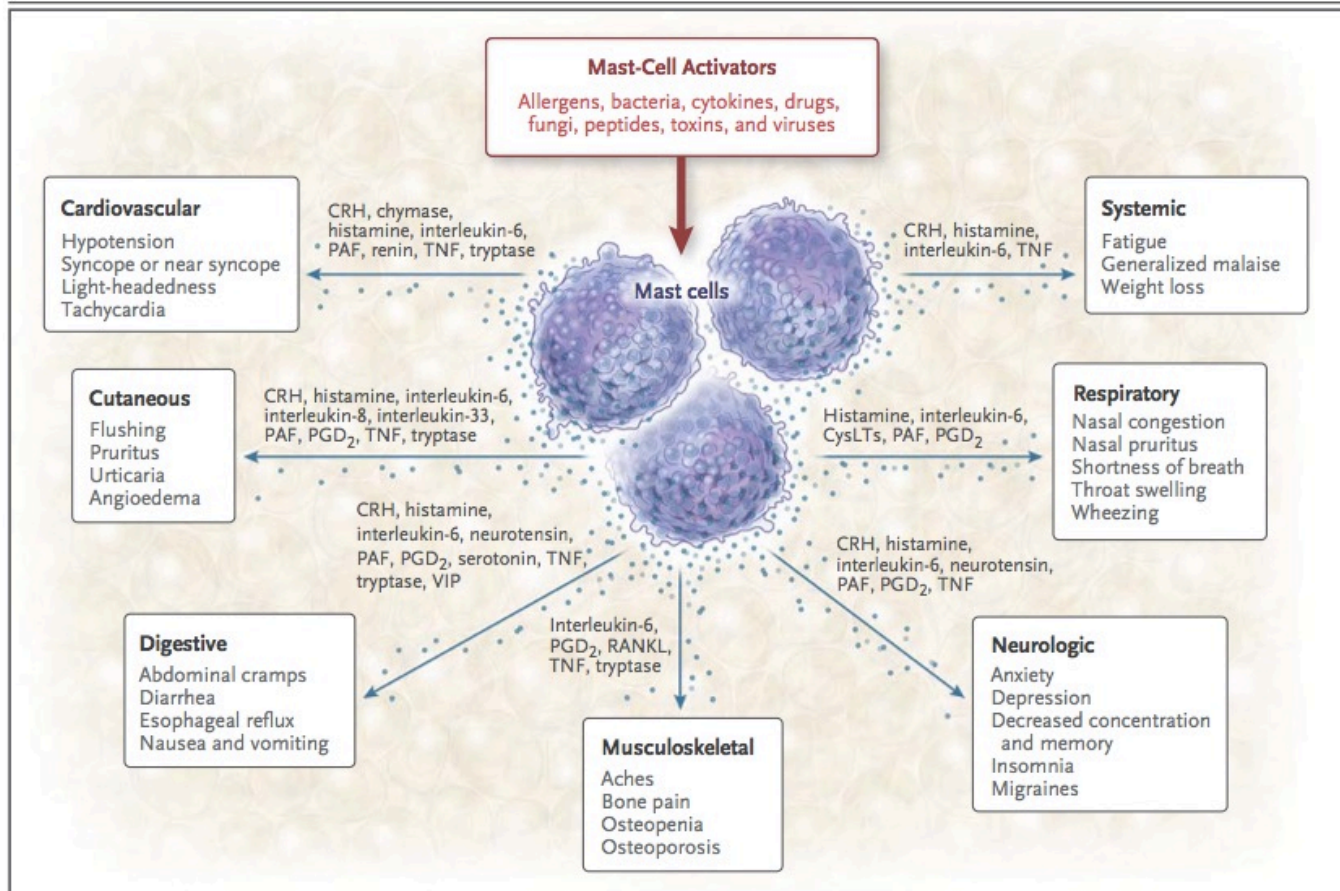 Mast-Cell Activators
Allergens, bacteria, cytokines, drugs,
fungi, peptides, toxins, and viruses
Cardiovascular
Hypotension
Syncope or near syncope
Light-headedness
Tachycardia
CRH, chymase,
histamine, interleukin-6,
PAF, renin, TNF, tryptase
Mast cells
CRH, histamine,
interleukin-6, TNF
Systemic
Fatigue
Generalized malaise
Weight loss
Cutaneous
Flushing
Pruritus
Urticaria
Angioedema
CRH, histamine, interleukin-6,
interleukin-8, interleukin-33,
PAF, PGD₂, TNF, tryptase
Histamine, interleukin-6,
CysLTs, PAF, PGD₂
Respiratory
Nasal congestion
Nasal pruritus
Shortness of breath
Throat swelling
Wheezing
CRH, histamine,
interleukin-6, neurotensin,
PAF, PGD₂, serotonin, TNF,
tryptase, VIP
CRH, histamine,
interleukin-6, neurotensin,
PAF, PGD₂, TNF
Digestive
Abdominal cramps
Diarrhea
Esophageal reflux
Nausea and vomiting
Interleukin-6,
PGD₂, RANKL,
TNF, tryptase
Musculoskeletal
Aches
Bone pain
Osteopenia
Osteoporosis
Neurologic
Anxiety
Depression
Decreased concentration
and memory
Insomnia
Migraines